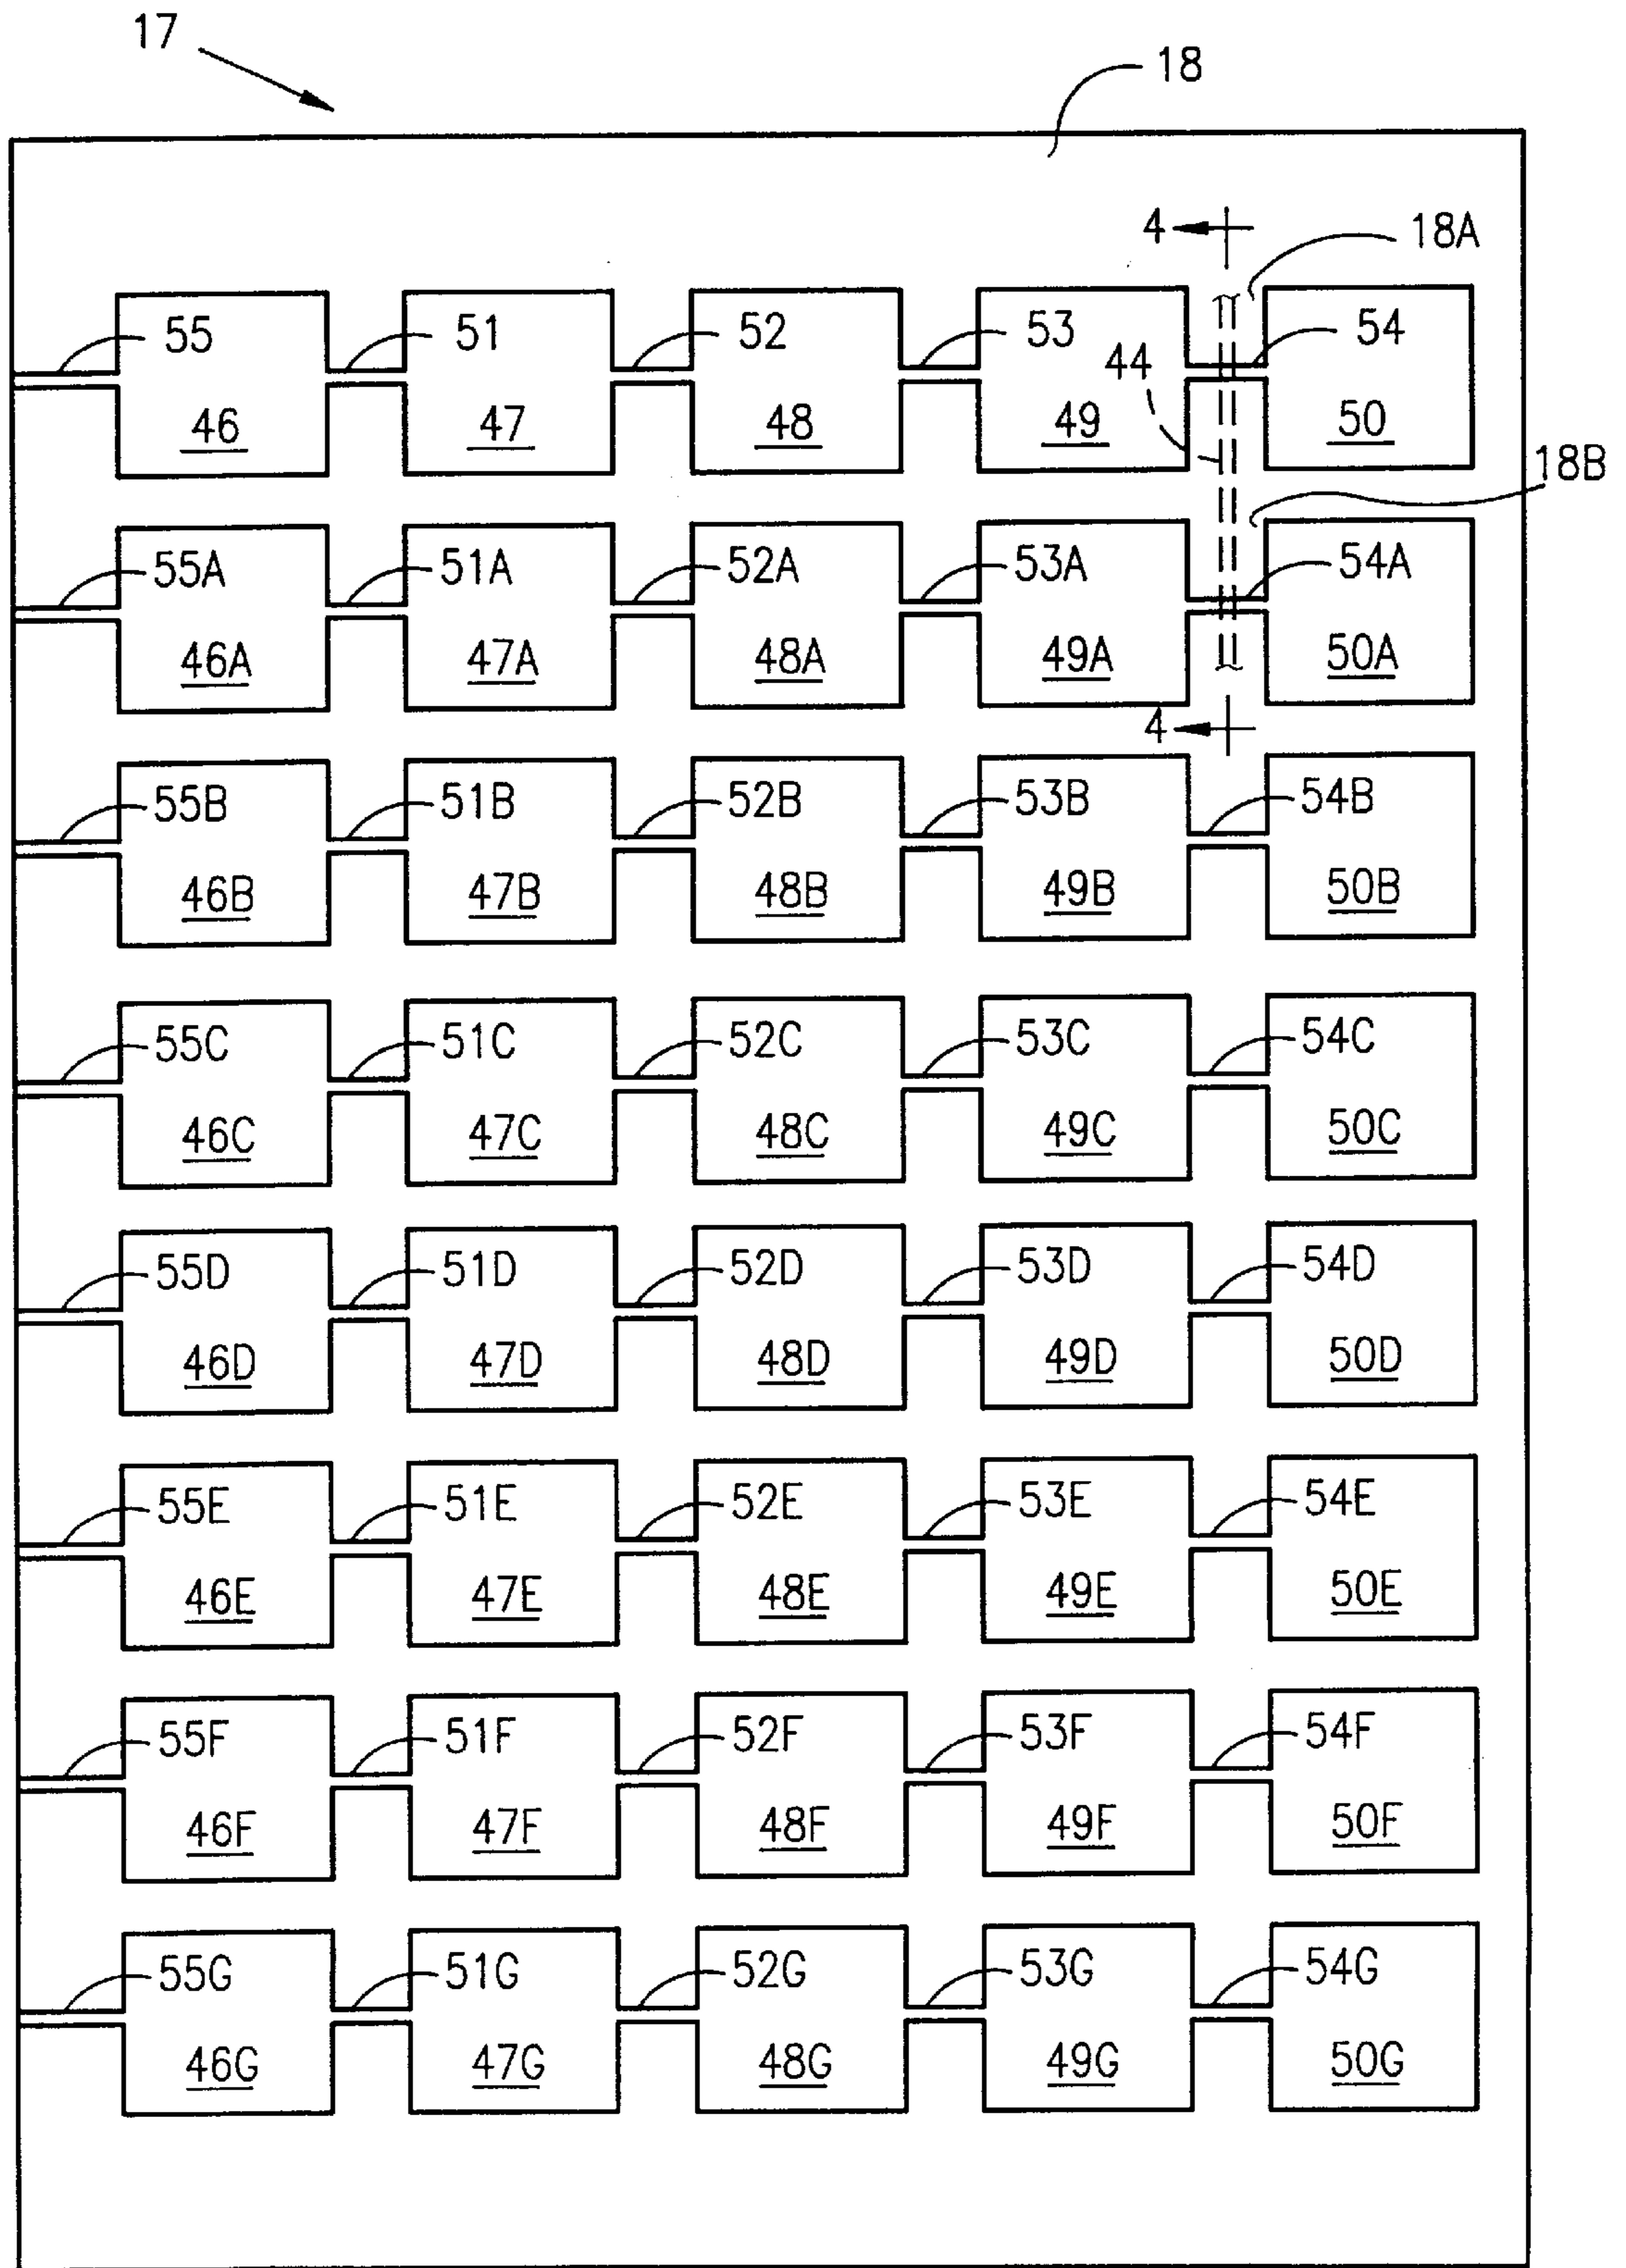 17
18
4
18A
55 51 52 53 54
44
46 47 48 49 50
18B
55A 51A 52A 53A 54A
46A 47A 48A 49A 50A
4
55B 51B 52B 53B 54B
46B 47B 48B 49B 50B
55C 51C 52C 53C 54C
46C 47C 48C 49C 50C
55D 51D 52D 53D 54D
46D 47D 48D 49D 50D
55E 51E 52E 53E 54E
46E 47E 48E 49E 50E
55F 51F 52F 53F 54F
46F 47F 48F 49F 50F
55G 51G 52G 53G 54G
46G 47G 48G 49G 50G